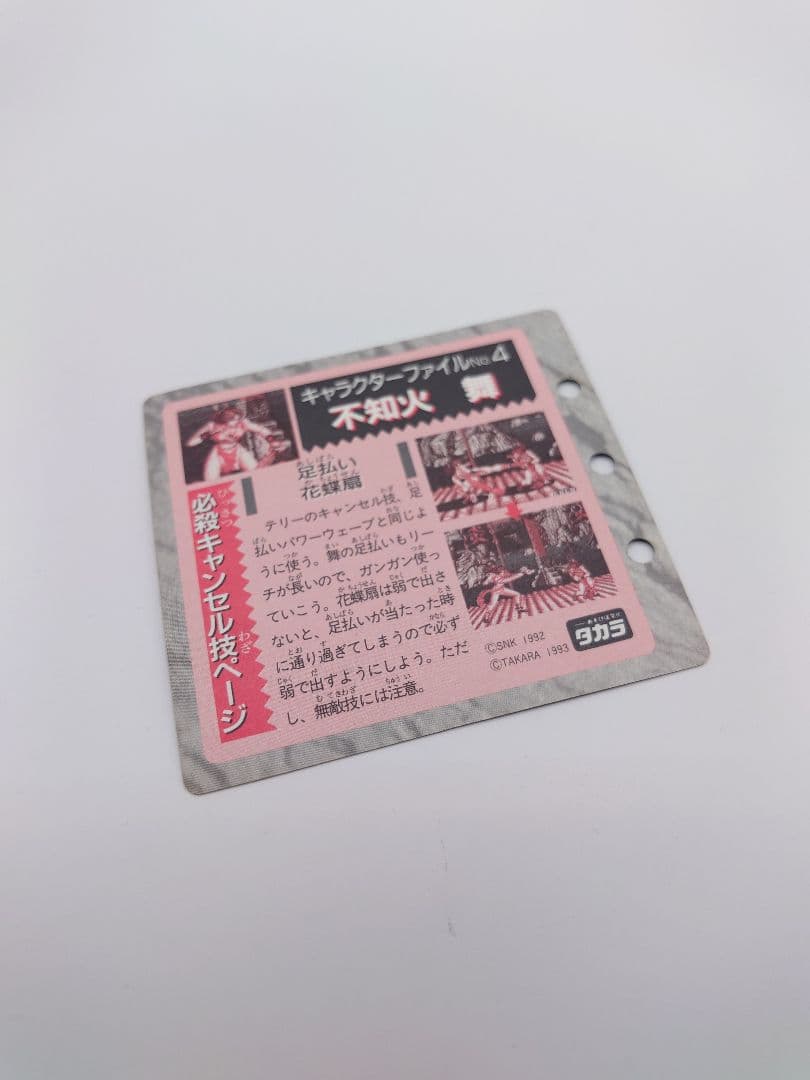 キャラクターファイルNo.4
不知火 舞
必殺キャンセル技ページ
足払い
花蝶扇
テリーのキャンセル技、足
払いパワーウェーブと同じよ
うに使う。舞の足払いもリー
チが長いので、ガンガン使っ
ていこう。花蝶扇は弱で出さ
ないと、足払いが当たった時
に通り過ぎてしまうので必ず
弱で出すようにしよう。ただ
し、無敵技には注意。
©SNK 1992
©TAKARA 1993
タカラ